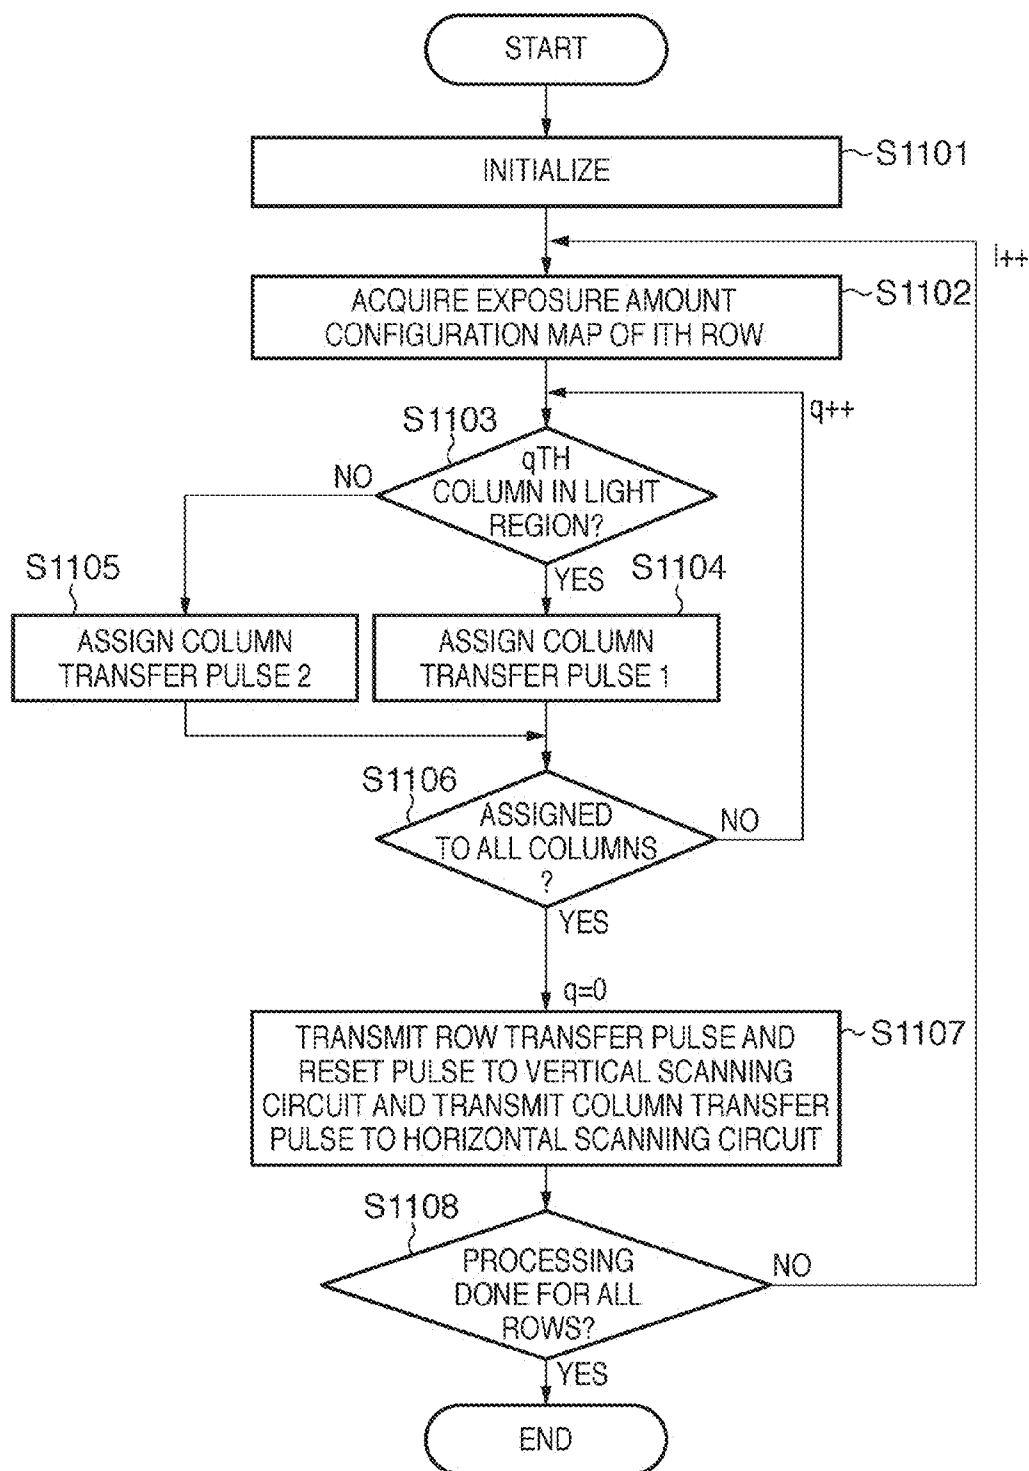 START
INITIALIZE
S1101
i++
ACQUIRE EXPOSURE AMOUNT
CONFIGURATION MAP OF ITH ROW
S1102
q++
S1103
qTH
COLUMN IN LIGHT
REGION?
NO
YES
S1105
S1104
ASSIGN COLUMN
TRANSFER PULSE 2
ASSIGN COLUMN
TRANSFER PULSE 1
S1106
ASSIGNED
TO ALL COLUMNS
?
NO
YES
q=0
TRANSMIT ROW TRANSFER PULSE AND
RESET PULSE TO VERTICAL SCANNING
CIRCUIT AND TRANSMIT COLUMN TRANSFER
PULSE TO HORIZONTAL SCANNING CIRCUIT
S1107
S1108
PROCESSING
DONE FOR ALL
ROWS?
NO
YES
END